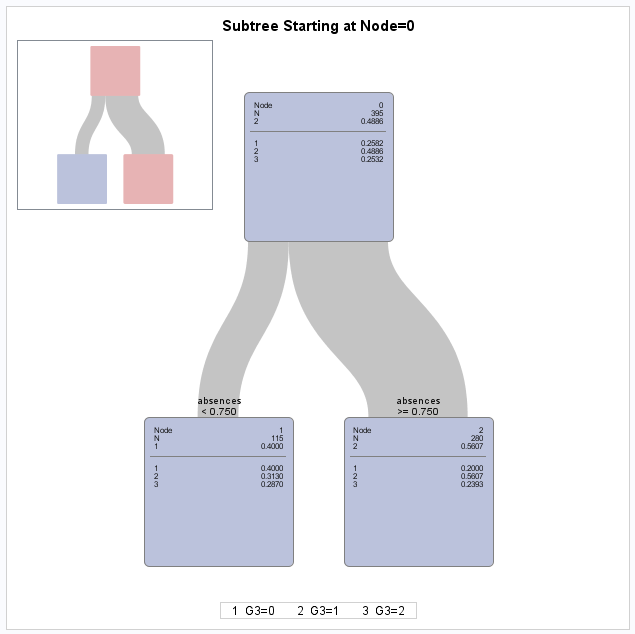 Subtree Starting at Node=0
Node 0
N 395
2 0.4886
1 0.2582
2 0.4886
3 0.2532
absences
< 0.750
absences
>= 0.750
Node 1
N 115
1 0.4000
1 0.4000
2 0.3130
3 0.2870
Node 2
N 280
2 0.5607
1 0.2000
2 0.5607
3 0.2393
1 G3=0 2 G3=1 3 G3=2